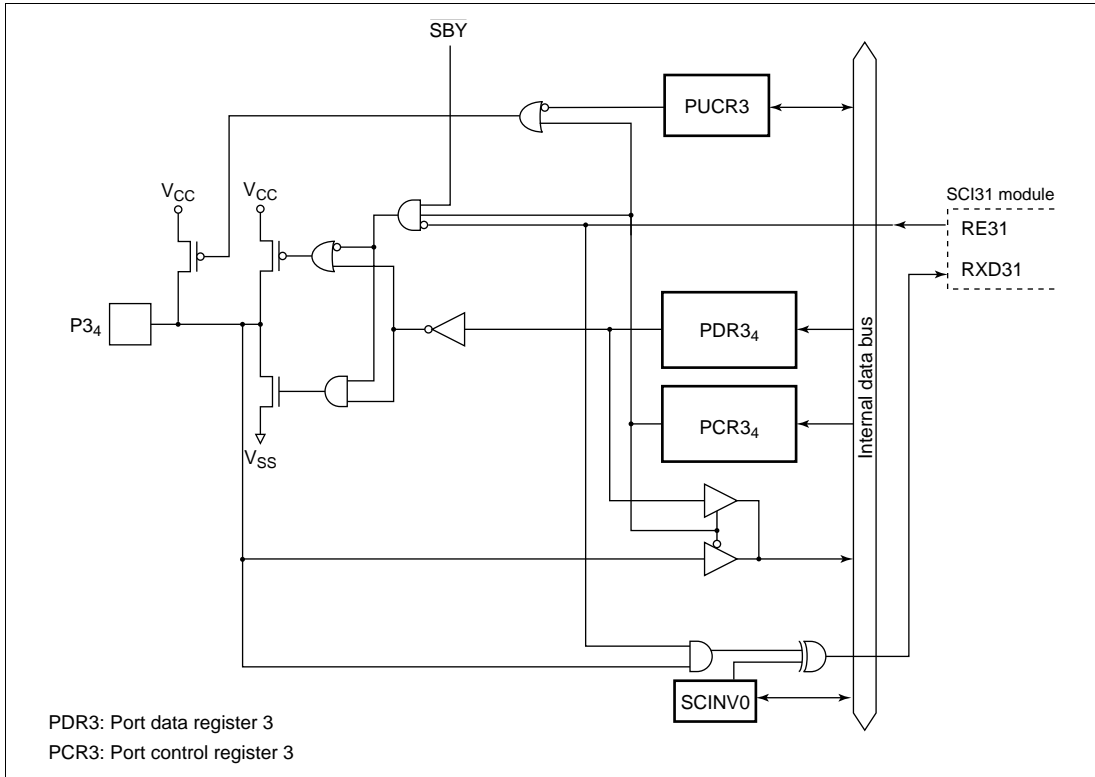 SBY
PUCR3
VCC VCC
SCI31 module
RE31
RXD31
P34
PDR34
PCR34
Internal data bus
VSS
SCINV0
PDR3: Port data register 3
PCR3: Port control register 3